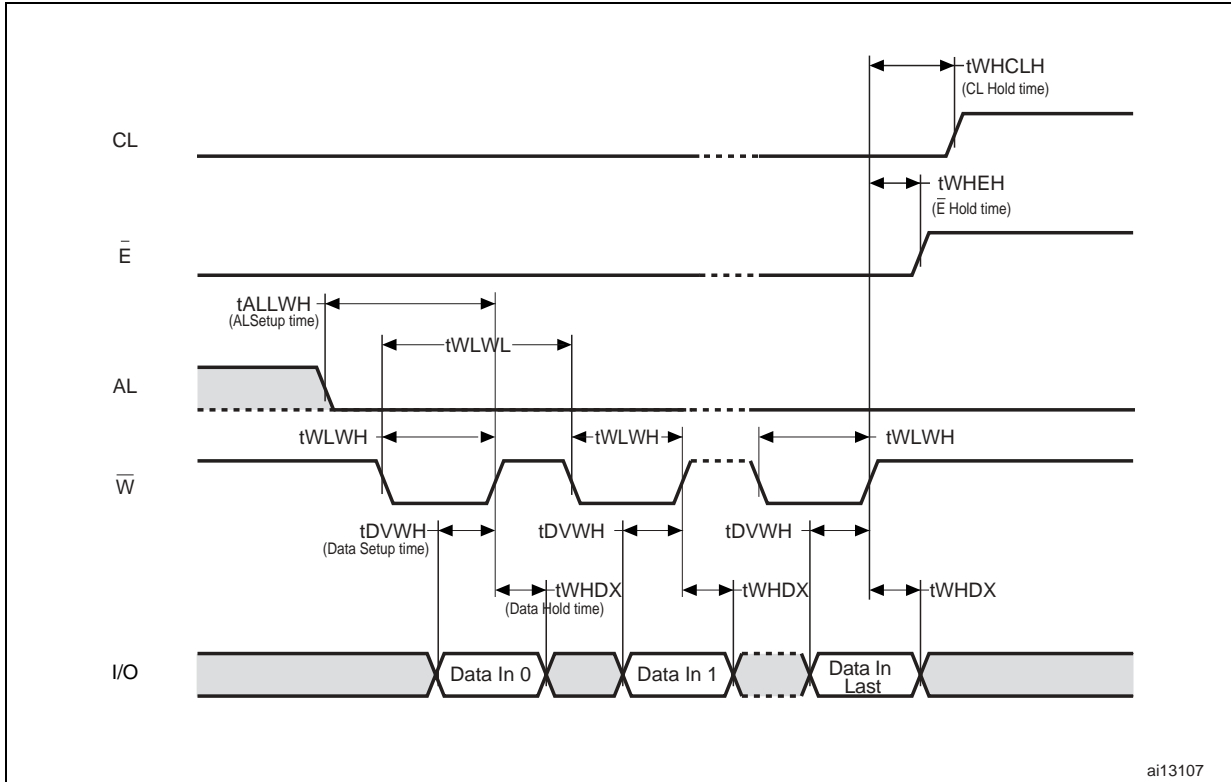 tWHCLH
(CL Hold time)
CL
tWHEH
(E̅ Hold time)
E̅
tALLWH
(ALSetup time)
tWLWL
AL
tWLWH
tWLWH
tWLWH
W̅
tDVWH
(Data Setup time)
tDVWH
tDVWH
tWHDX
(Data Hold time)
tWHDX
tWHDX
I/O
Data In 0
Data In 1
Data In
Last
ai13107